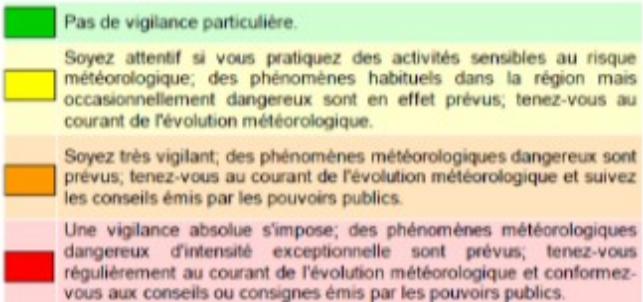 Pas de vigilance particulière.
Soyez attentif si vous pratiquez des activités sensibles au risque
météorologique; des phénomènes habituels dans la région mais
occasionnellement dangereux sont en effet prévus; tenez-vous au
courant de l'évolution météorologique.
Soyez très vigilant; des phénomènes météorologiques dangereux sont
prévus; tenez-vous au courant de l'évolution météorologique et suivez
les conseils émis par les pouvoirs publics.
Une vigilance absolue s'impose; des phénomènes météorologiques
dangereux d'intensité exceptionnelle sont prévus; tenez-vous
régulièrement au courant de l'évolution météorologique et conformez-
vous aux conseils ou consignes émis par les pouvoirs publics.